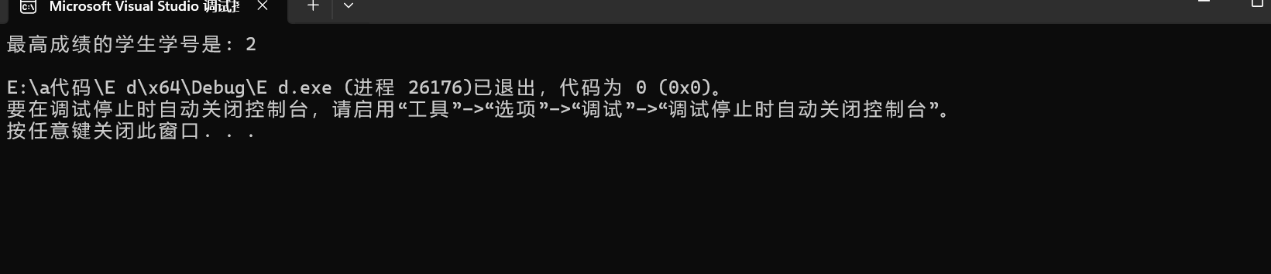 Microsoft Visual Studio 调试
最高成绩的学生学号是：2
E:\a代码\E d\x64\Debug\E d.exe (进程 26176)已退出，代码为 0 (0x0)。
要在调试停止时自动关闭控制台，请启用“工具”->“选项”->“调试”->“调试停止时自动关闭控制台”。
按任意键关闭此窗口. . .